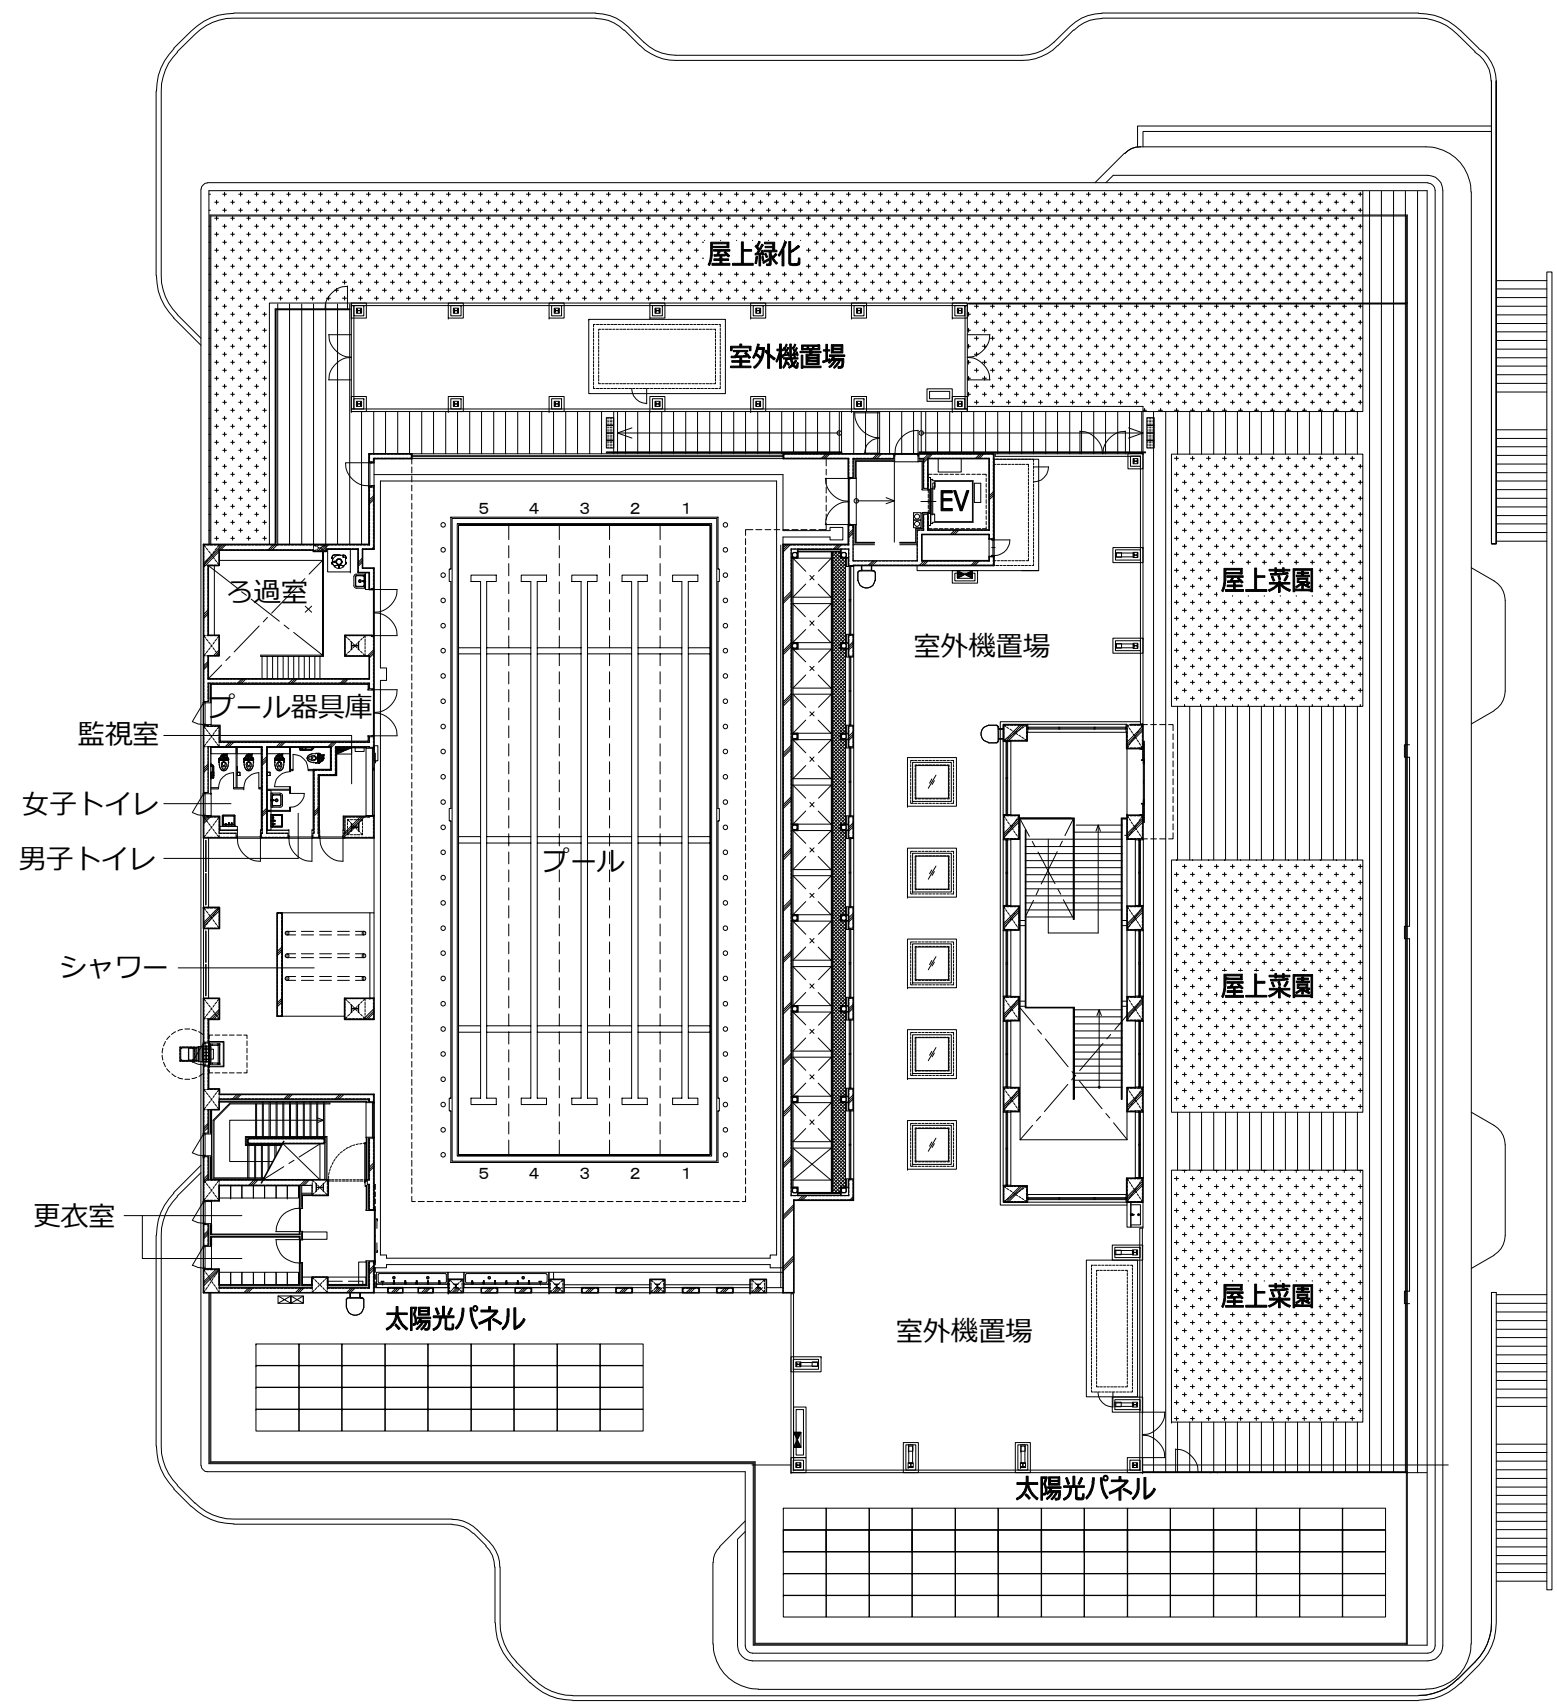 屋上緑化
室外機置場
5 4 3 2 1
EV
ろ過室
屋上菜園
室外機置場
プール器具庫
監視室
女子トイレ
男子トイレ
プール
シャワー
屋上菜園
5 4 3 2 1
更衣室
屋上菜園
太陽光パネル
室外機置場
太陽光パネル